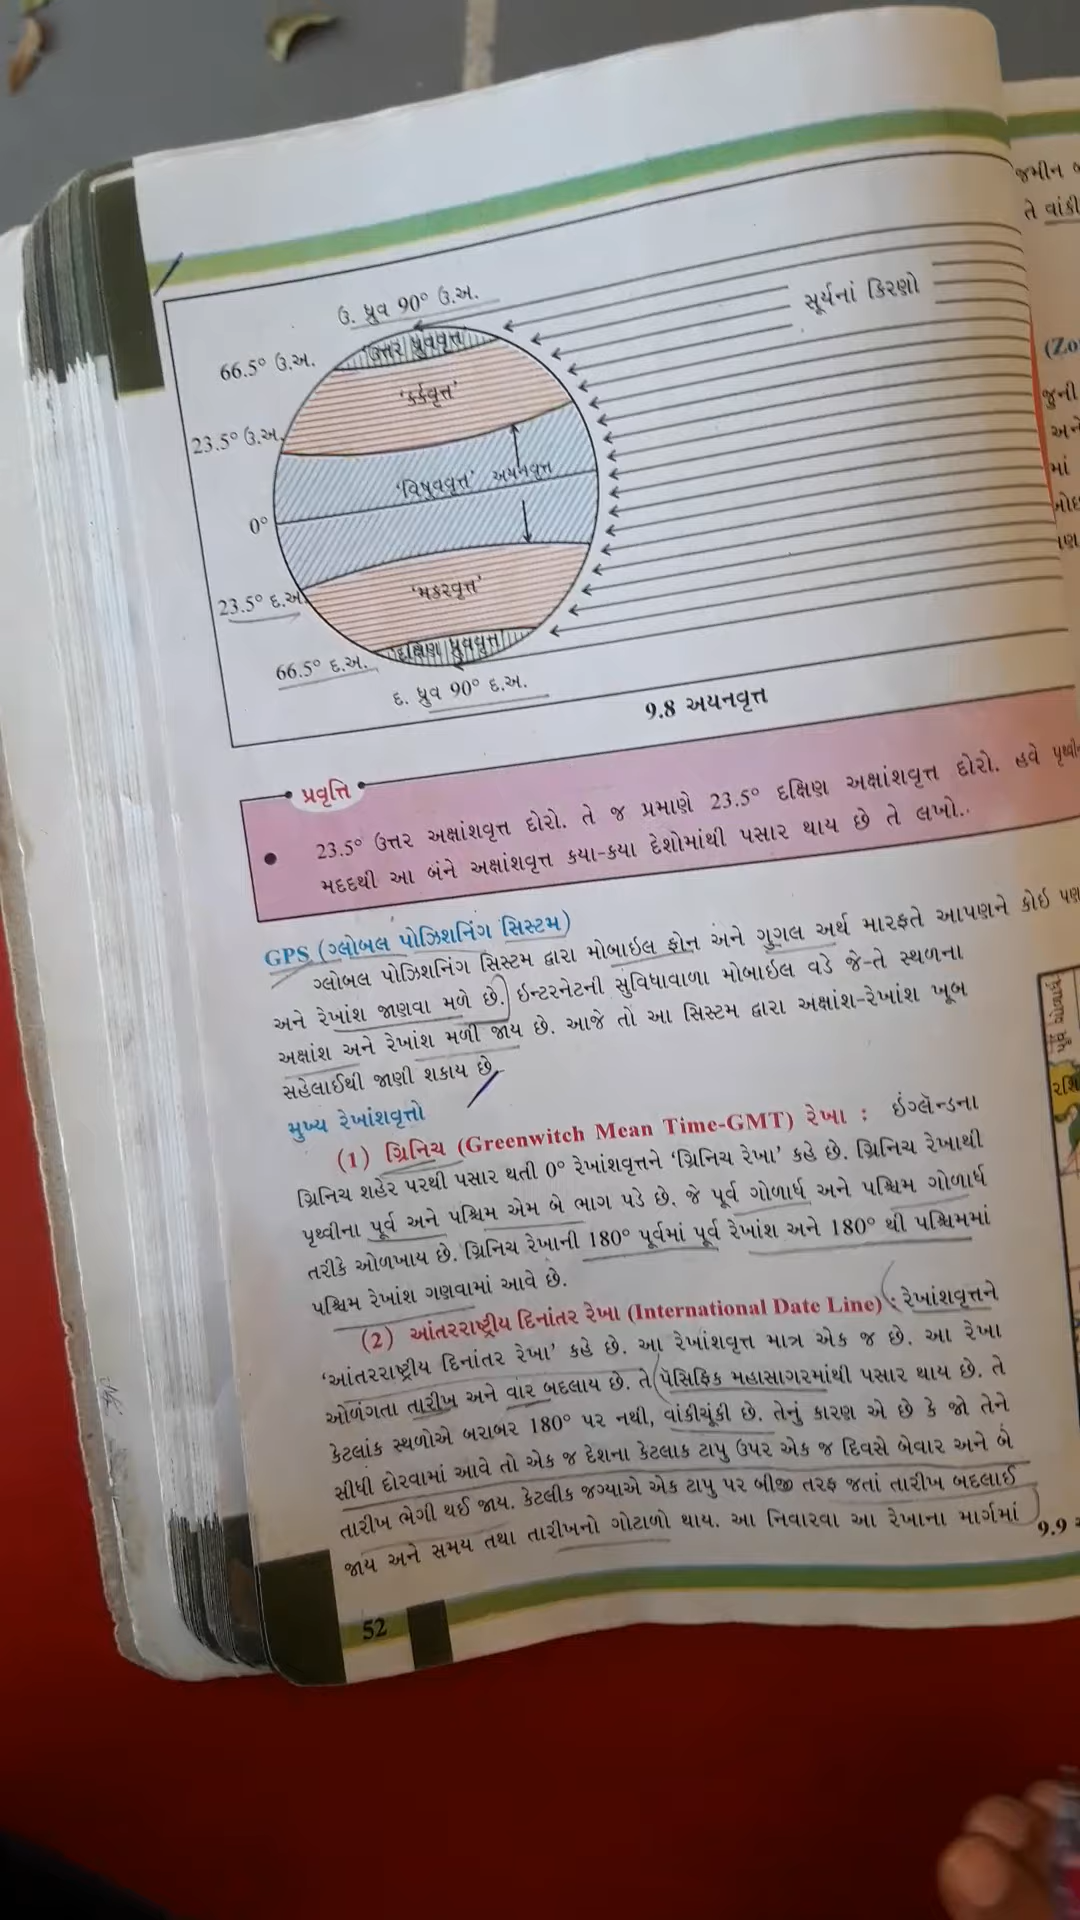 જમીન
તે વાંકી
ઉ. ધ્રુવ 90° ઉ.અ.
સૂર્યનાં કિરણો
'ઉત્તર ધ્રુવવૃત્ત'
66.5° ઉ.અ.
'કર્કવૃત્ત'
23.5° ઉ.અ.
'વિષુવવૃત્ત' અયનવૃત્ત
0°
'મકરવૃત્ત'
23.5° દ.અ.
'દક્ષિણ ધ્રુવવૃત્ત'
66.5° દ.અ.
દ. ધ્રુવ 90° દ.અ.
9.8 અયનવૃત્ત
પ્રવૃત્તિ
23.5° ઉત્તર અક્ષાંશવૃત્ત દોરો. તે જ પ્રમાણે 23.5° દક્ષિણ અક્ષાંશવૃત્ત દોરો. હવે
મદદથી આ બંને અક્ષાંશવૃત્ત કયા-કયા દેશોમાંથી પસાર થાય છે તે લખો..
GPS (ગ્લોબલ પોઝિશનિંગ સિસ્ટમ)
ગ્લોબલ પોઝિશનિંગ સિસ્ટમ દ્વારા મોબાઇલ ફોન અને ગુગલ અર્થ મારફતે આપણને કોઇ પણ
અને રેખાંશ જાણવા મળે છે. ઇન્ટરનેટની સુવિધાવાળા મોબાઇલ વડે જે-તે સ્થળના
અક્ષાંશ અને રેખાંશ મળી જાય છે. આજે તો આ સિસ્ટમ દ્વારા અક્ષાંશ-રેખાંશ ખૂબ
સહેલાઈથી જાણી શકાય છે.
મુખ્ય રેખાંશવૃત્તો
(1) ગ્રિનિચ (Greenwitch Mean Time-GMT) રેખા : ઇંગ્લૅન્ડના
ગ્રિનિચ શહેર પરથી પસાર થતી 0° રેખાંશવૃત્તને 'ગ્રિનિચ રેખા' કહે છે. ગ્રિનિચ રેખાથી
પૃથ્વીના પૂર્વ અને પશ્ચિમ એમ બે ભાગ પડે છે. જે પૂર્વ ગોળાર્ધ અને પશ્ચિમ ગોળાર્ધ
તરીકે ઓળખાય છે. ગ્રિનિચ રેખાની 180° પૂર્વમાં પૂર્વ રેખાંશ અને 180° થી પશ્ચિમમાં
પશ્ચિમ રેખાંશ ગણવામાં આવે છે.
(2) આંતરરાષ્ટ્રીય દિનાંતર રેખા (International Date Line) : રેખાંશવૃત્તને
'આંતરરાષ્ટ્રીય દિનાંતર રેખા' કહે છે. આ રેખાંશવૃત્ત માત્ર એક જ છે. આ રેખા
ઓળંગતા તારીખ અને વાર બદલાય છે. તે પૅસિફિક મહાસાગરમાંથી પસાર થાય છે. તે
કેટલાંક સ્થળોએ બરાબર 180° પર નથી, વાંકીચૂંકી છે. તેનું કારણ એ છે કે જો તેને
સીધી દોરવામાં આવે તો એક જ દેશના કેટલાક ટાપુ ઉપર એક જ દિવસે બેવાર અને બે
તારીખ ભેગી થઈ જાય. કેટલીક જગ્યાએ એક ટાપુ પર બીજી તરફ જતાં તારીખ બદલાઈ
જાય અને સમય તથા તારીખનો ગોટાળો થાય. આ નિવારવા આ રેખાના માર્ગમાં
9.9
52